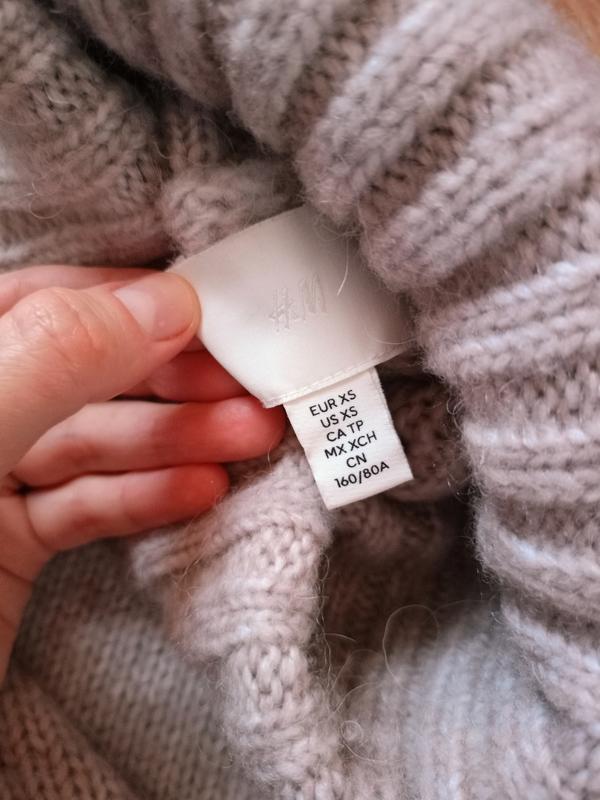 H&M
EUR XS
US XS
CA TP
MX XCH
CN
160/80A